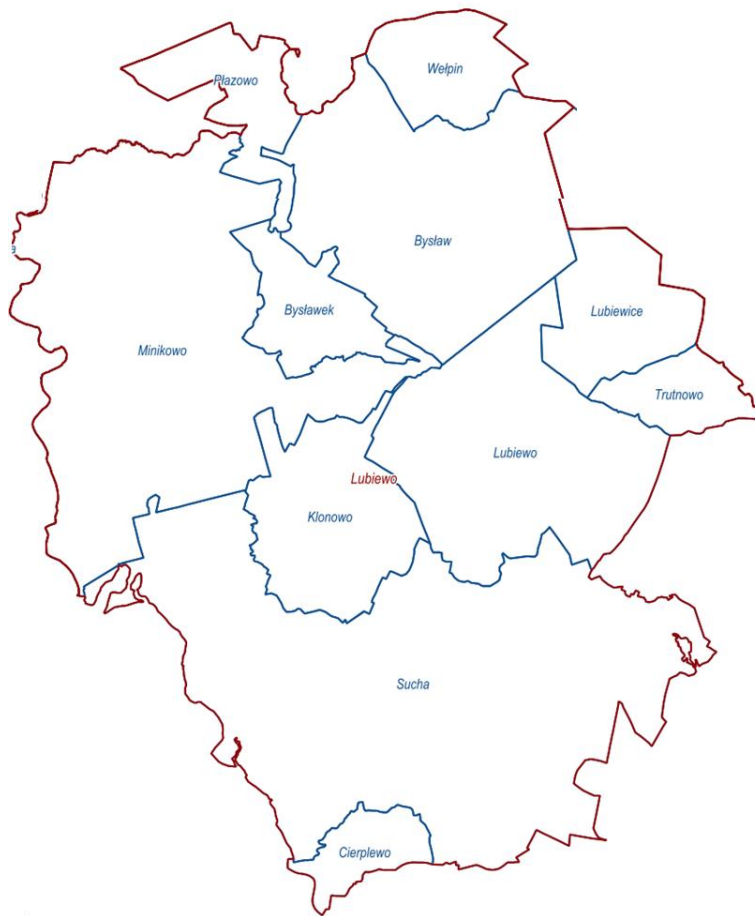 Wełpin
Płazowo
Bysław
Bysławek
Lubiewice
Minikowo
Trutnowo
Lubiewo
Lubiewo
Klonowo
Sucha
Cierplewo